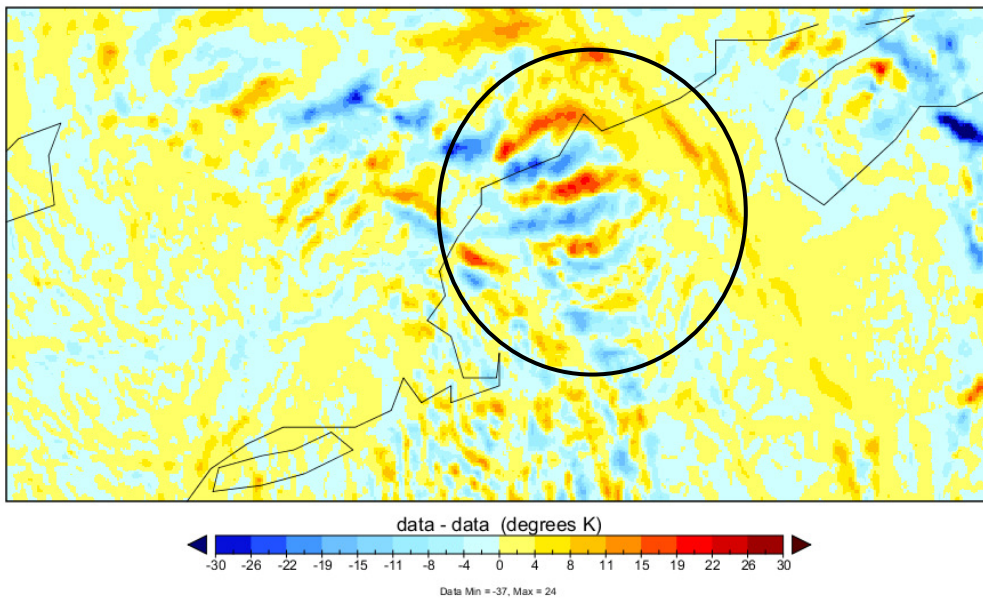 data - data (degrees K)
-30 -26 -22 -19 -15 -11 -8 -4 0 4 8 11 15 19 22 26 30
Data Min = -37, Max = 24